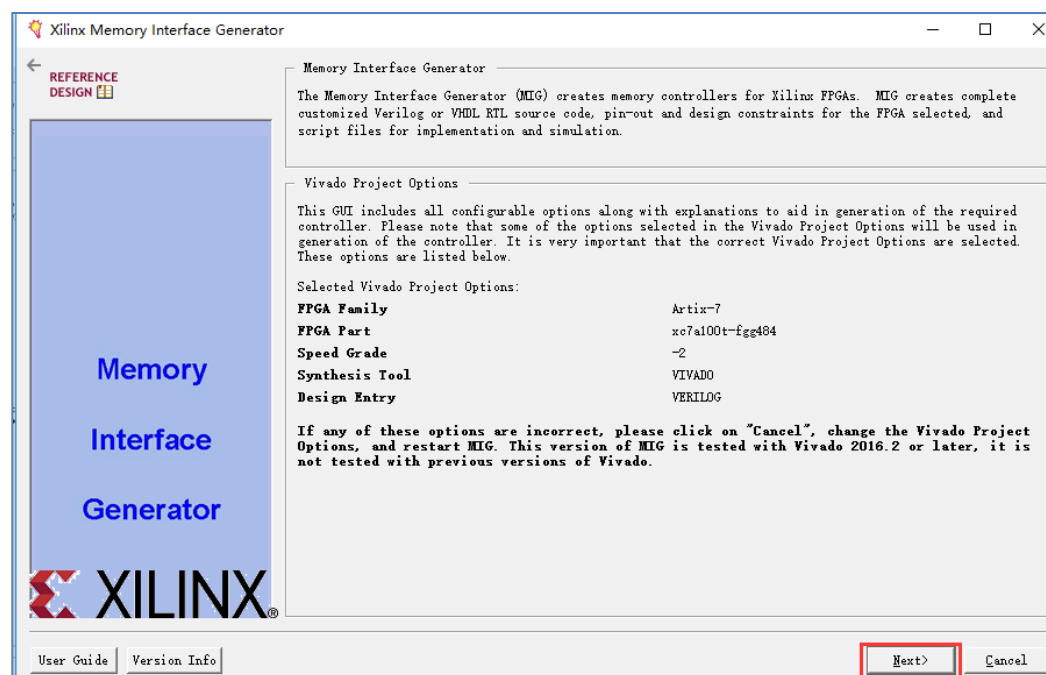 Xilinx Memory Interface Generator
REFERENCE
DESIGN
Memory Interface Generator
The Memory Interface Generator (MIG) creates memory controllers for Xilinx FPGAs. MIG creates complete
customized Verilog or VHDL RTL source code, pin-out and design constraints for the FPGA selected, and
script files for implementation and simulation.
Vivado Project Options
This GUI includes all configurable options along with explanations to aid in generation of the required
controller. Please note that some of the options selected in the Vivado Project Options will be used in
generation of the controller. It is very important that the correct Vivado Project Options are selected.
These options are listed below.
Selected Vivado Project Options:
FPGA Family Artix-7
FPGA Part xc7a100t-fgg484
Speed Grade -2
Synthesis Tool VIVADO
Design Entry VERILOG
If any of these options are incorrect, please click on "Cancel", change the Vivado Project
Options, and restart MIG. This version of MIG is tested with Vivado 2016.2 or later, it is
not tested with previous versions of Vivado.
Memory
Interface
Generator
XILINX®
User Guide Version Info Next> Cancel